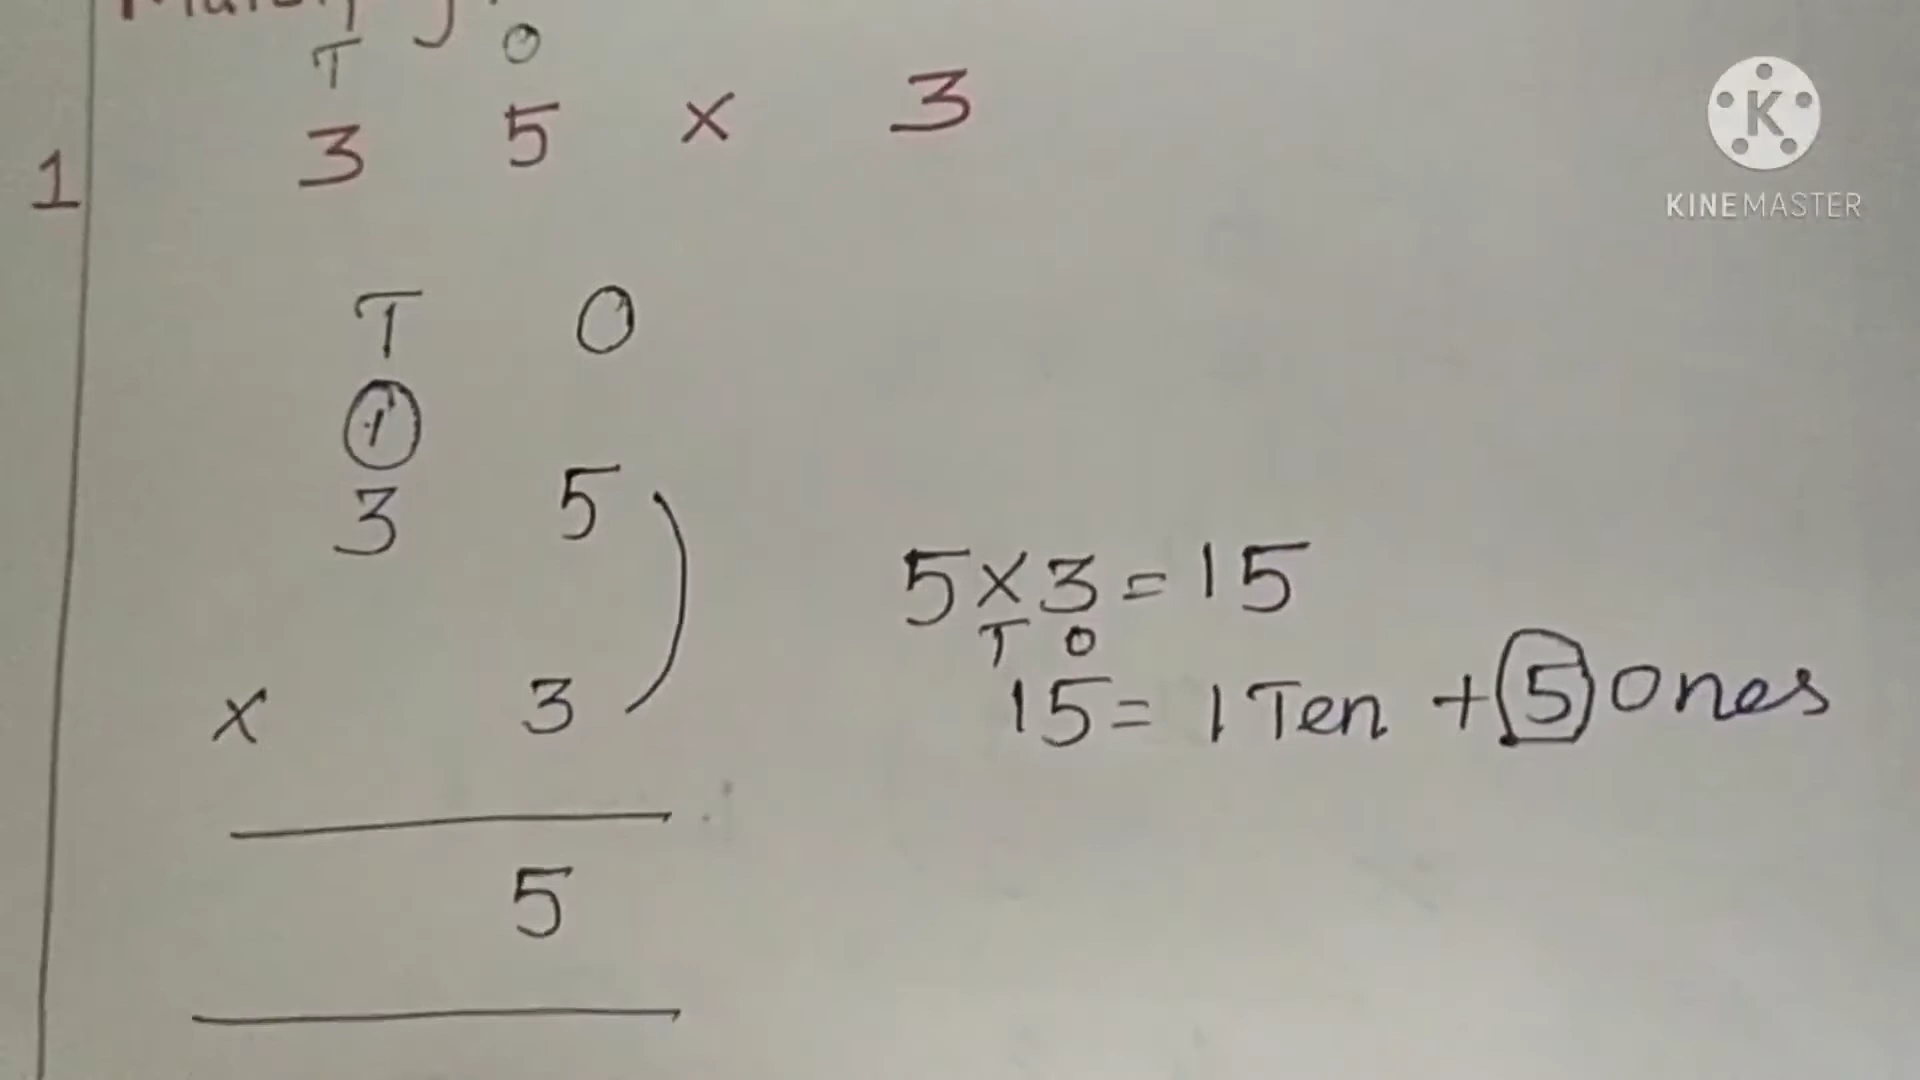 T O
1 3 5 × 3
T O
1
3 5
× 3
5
5×3=15
T O
15= 1 Ten + 5 Ones
K
KINEMASTER